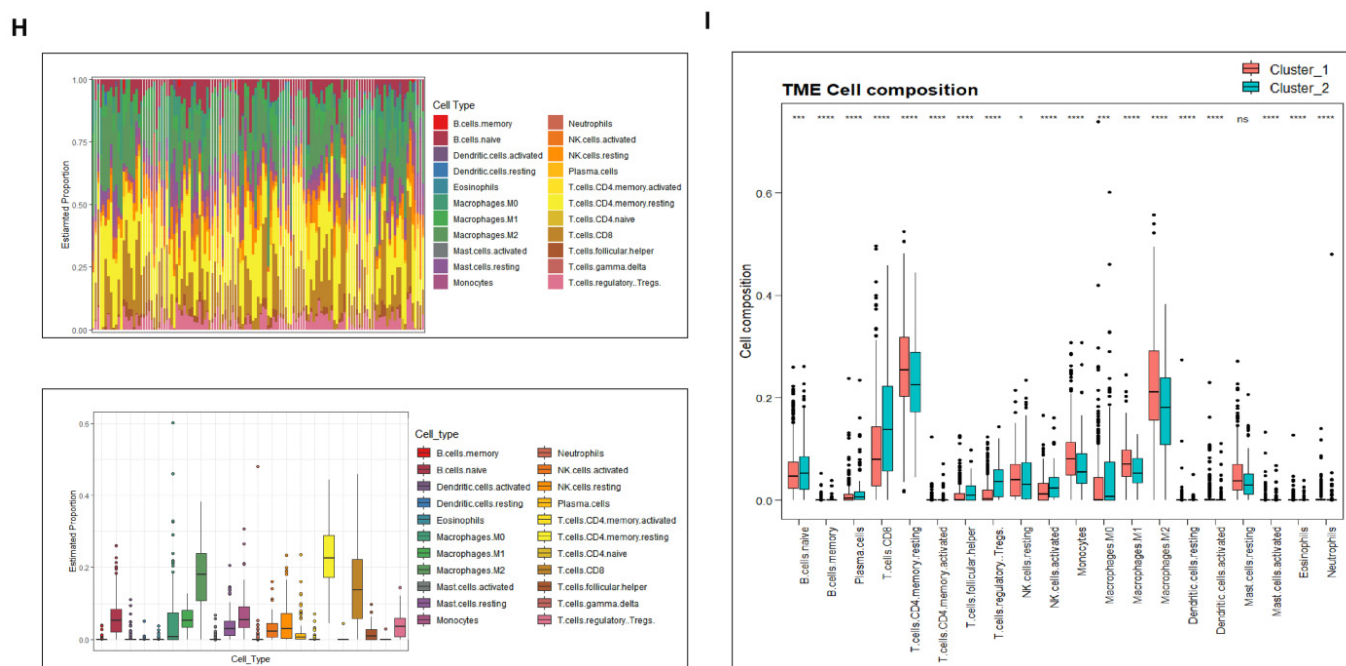 H
1.00
0.75
0.50
0.25
0.00
Estiamted Proportion
Cell Type
B.cells.memory
B.cells.naive
Dendritic.cells.activated
Dendritic.cells.resting
Eosinophils
Macrophages.M0
Macrophages.M1
Macrophages.M2
Mast.cells.activated
Mast.cells.resting
Monocytes
Neutrophils
NK.cells.activated
NK.cells.resting
Plasma.cells
T.cells.CD4.memory.activated
T.cells.CD4.memory.resting
T.cells.CD4.naive
T.cells.CD8
T.cells.follicular.helper
T.cells.gamma.delta
T.cells.regulatory..Tregs.
0.6
0.4
0.2
0.0
Estimated Proportion
Cell_Type
Cell_type
B.cells.memory
B.cells.naive
Dendritic.cells.activated
Dendritic.cells.resting
Eosinophils
Macrophages.M0
Macrophages.M1
Macrophages.M2
Mast.cells.activated
Mast.cells.resting
Monocytes
Neutrophils
NK.cells.activated
NK.cells.resting
Plasma.cells
T.cells.CD4.memory.activated
T.cells.CD4.memory.resting
T.cells.CD4.naive
T.cells.CD8
T.cells.follicular.helper
T.cells.gamma.delta
T.cells.regulatory..Tregs.
I
Cluster_1
Cluster_2
TME Cell composition
*** **** **** **** **** **** **** **** * **** **** *** **** **** **** **** ns **** **** ****
0.6
0.4
0.2
0.0
Cell composition
B.cells.naive
B.cells.memory
Plasma.cells
T.cells.CD8
T.cells.CD4.memory.resting
T.cells.CD4.memory.activated
T.cells.follicular.helper
T.cells.regulatory..Tregs.
NK.cells.resting
NK.cells.activated
Monocytes
Macrophages.M0
Macrophages.M1
Macrophages.M2
Dendritic.cells.resting
Dendritic.cells.activated
Mast.cells.resting
Mast.cells.activated
Eosinophils
Neutrophils